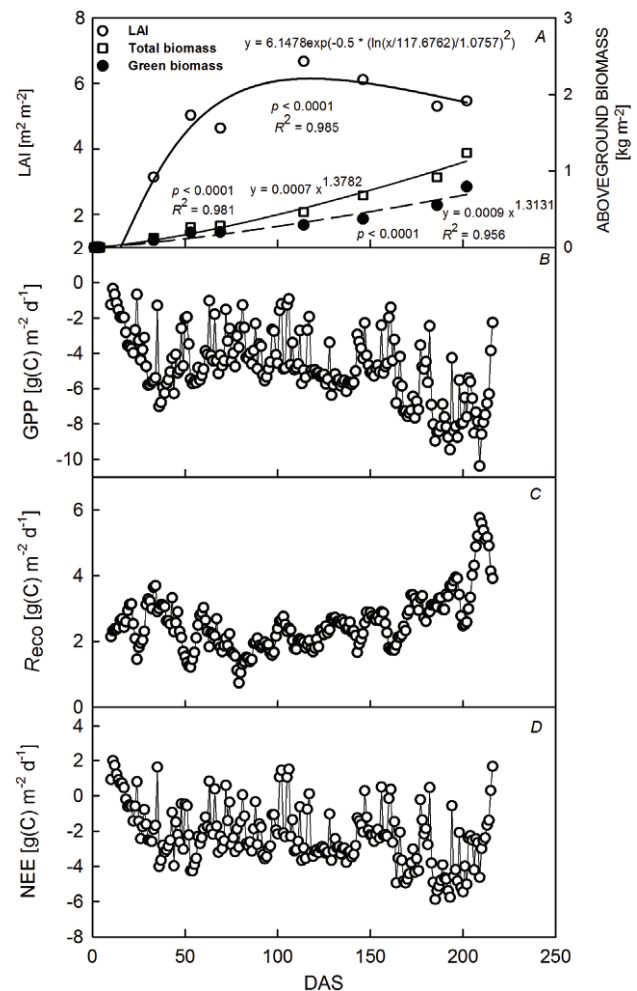 LAI
Total biomass
Green biomass
y = 6.1478exp(-0.5 * (ln(x/117.6762)/1.0757)²)
A
p < 0.0001
R² = 0.985
p < 0.0001
R² = 0.981
y = 0.0007 x^1.3782
y = 0.0009 x^1.3131
p < 0.0001
R² = 0.956
LAI [m² m⁻²]
8
6
4
2
2
ABOVEGROUND BIOMASS
[kg m⁻²]
3
2
1
0
B
GPP [g(C) m⁻² d⁻¹]
0
-2
-4
-6
-8
-10
C
Reco [g(C) m⁻² d⁻¹]
6
4
2
0
D
NEE [g(C) m⁻² d⁻¹]
4
2
0
-2
-4
-6
-8
0 50 100 150 200 250
DAS